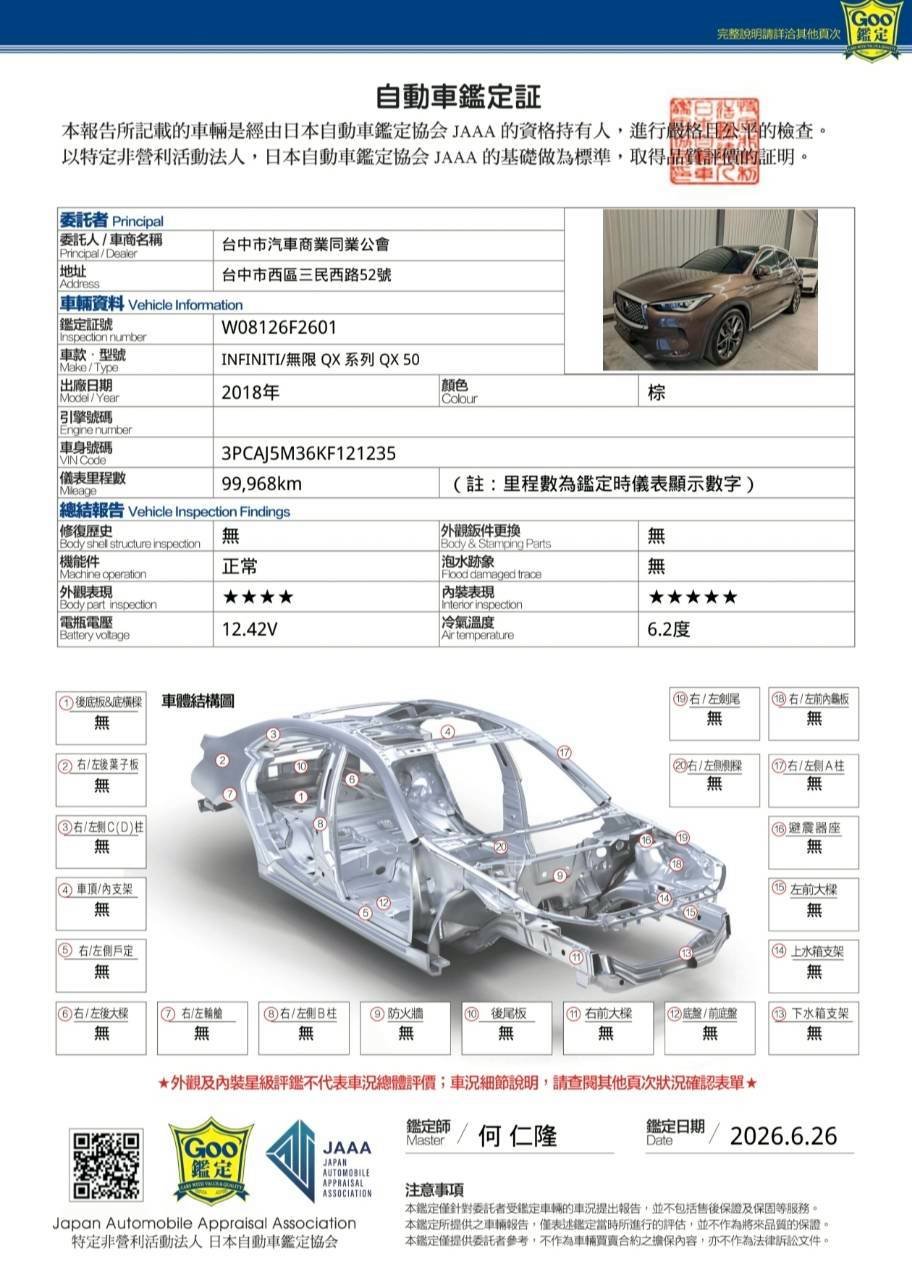 完整說明請詳洽其他頁次
Goo
鑑定
自動車鑑定証
本報告所記載的車輛是經由日本自動車鑑定協会 JAAA 的資格持有人，進行嚴格且公平的檢查。
以特定非營利活動法人，日本自動車鑑定協会 JAAA 的基礎做為標準，取得品質評價的証明。
委託者 Principal
委託人 / 車商名稱
Principal / Dealer
台中市汽車商業同業公會
地址
Address
台中市西區三民西路52號
車輛資料 Vehicle Information
鑑定証號
Inspection number
W08126F2601
車款．型號
Make / Type
INFINITI/無限 QX 系列 QX 50
出廠日期
Model / Year
2018年
顏色
Colour
棕
引擎號碼
Engine number
車身號碼
VIN Code
3PCAJ5M36KF121235
儀表里程數
Mileage
99,968km
（註：里程數為鑑定時儀表顯示數字）
總結報告 Vehicle Inspection Findings
修復歷史
Body shell structure inspection
無
外觀鈑件更換
Body & Stamping Parts
無
機能件
Machine operation
正常
泡水跡象
Flood damaged trace
無
外觀表現
Body part inspection
★★★★
內裝表現
Interior inspection
★★★★★
電瓶電壓
Battery voltage
12.42V
冷氣溫度
Air temperature
6.2度
車體結構圖
①後底板&底橫樑
無
②右/左後葉子板
無
③右/左側C(D)柱
無
④ 車頂/內支架
無
⑤ 右/左側戶定
無
⑥右/左後大樑
無
⑦ 右/左輪艙
無
⑧右/左側B柱
無
⑨ 防火牆
無
⑩ 後尾板
無
⑪ 右前大樑
無
⑫底盤/前底盤
無
⑬ 下水箱支架
無
⑭ 上水箱支架
無
⑮ 左前大樑
無
⑯ 避震器座
無
⑰右/左側A柱
無
⑱ 右/左前內龜板
無
⑲右/左劍尾
無
⑳右/左側側樑
無
★外觀及內裝星級評鑑不代表車況總體評價；車況細節說明，請查閱其他頁次狀況確認表單★
Goo
鑑定
JAAA
JAPAN
AUTOMOBILE
APPRAISAL
ASSOCIATION
Japan Automobile Appraisal Association
特定非営利活動法人 日本自動車鑑定協会
鑑定師
Master
/ 何 仁隆
鑑定日期
Date
/ 2026.6.26
注意事項
本鑑定僅針對委託者受鑑定車輛的車況提出報告，並不包括售後保證及保固等服務。
本鑑定所提供之車輛報告，僅表述鑑定當時所進行的評估，並不作為將來品質的保證。
本鑑定僅提供委託者參考，不作為車輛買賣合約之擔保內容，亦不作為法律訴訟文件。